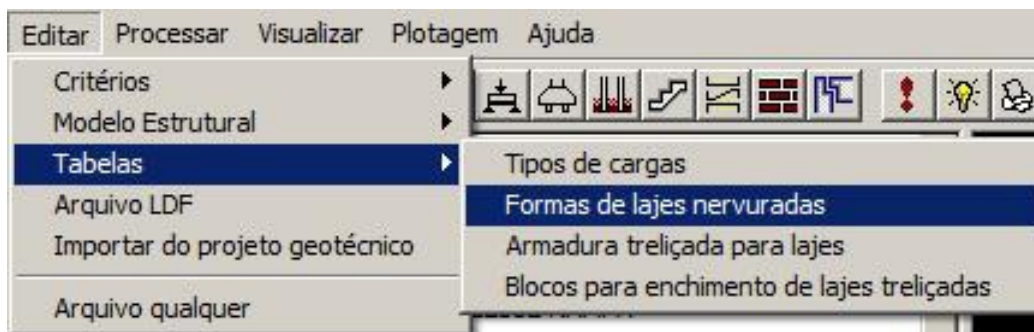 Editar Processar Visualizar Plotagem Ajuda
Critérios
Modelo Estrutural
Tabelas
Arquivo LDF
Importar do projeto geotécnico
Arquivo qualquer
Tipos de cargas
Formas de lajes nervuradas
Armadura treliçada para lajes
Blocos para enchimento de lajes treliçadas